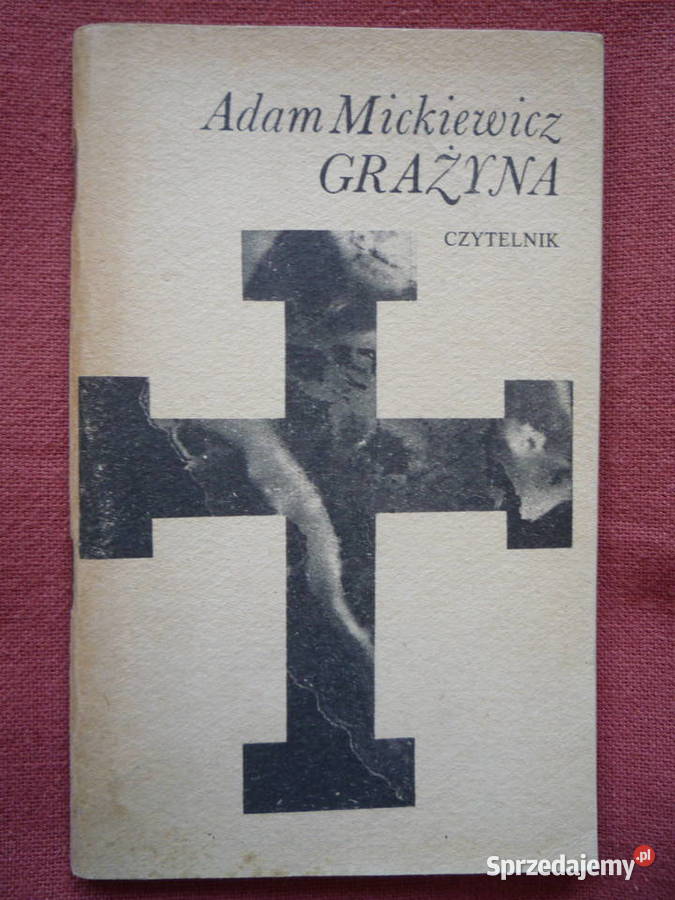 Adam Mickiewicz
GRAŻYNA
CZYTELNIK
Sprzedajemy.pl